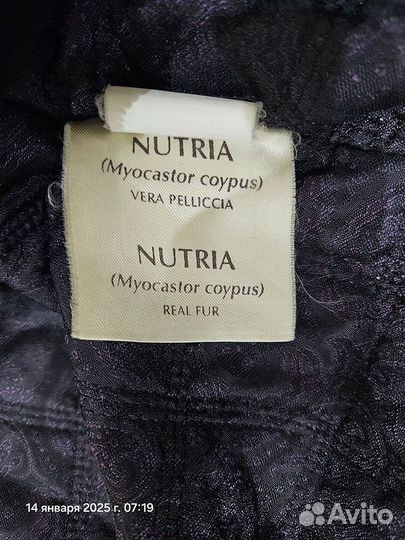 NUTRIA
(Myocastor coypus)
VERA PELLICCIA
NUTRIA
(Myocastor coypus)
REAL FUR
14 января 2025 г. 07:19
Avito